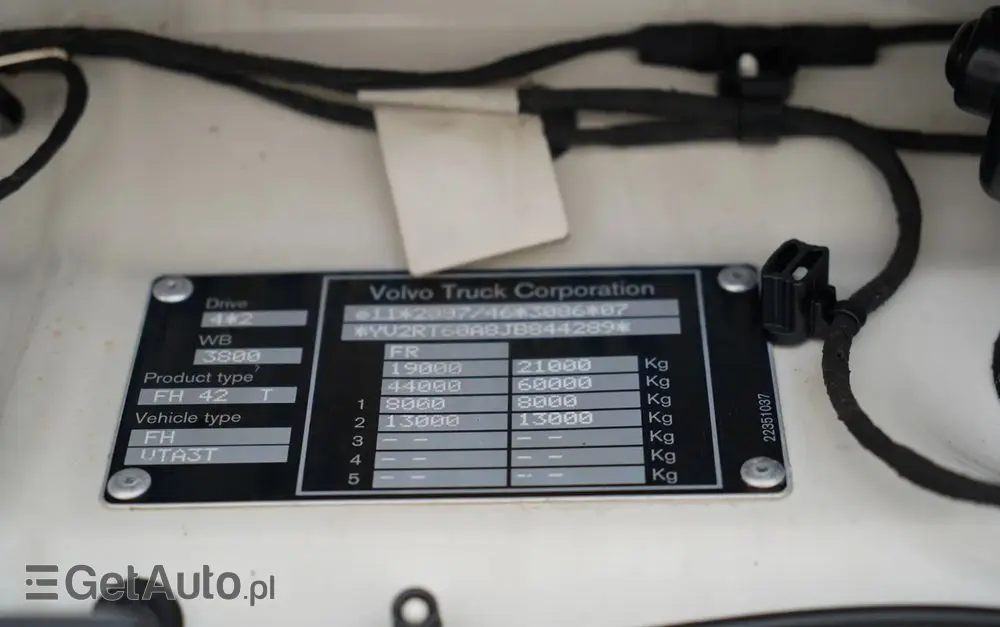 Drive
4*2
WB
3800
Product type
FH 42 T
Vehicle type
FH
VTA3T
Volvo Truck Corporation
e11*2007/46*3086*07
*YV2RT60A8JB844289*
FR
19000 21000 Kg
44000 60000 Kg
1 8000 8000 Kg
2 13000 13000 Kg
3 -- -- Kg
4 -- -- Kg
5 -- -- Kg
22351037
GetAuto.pl